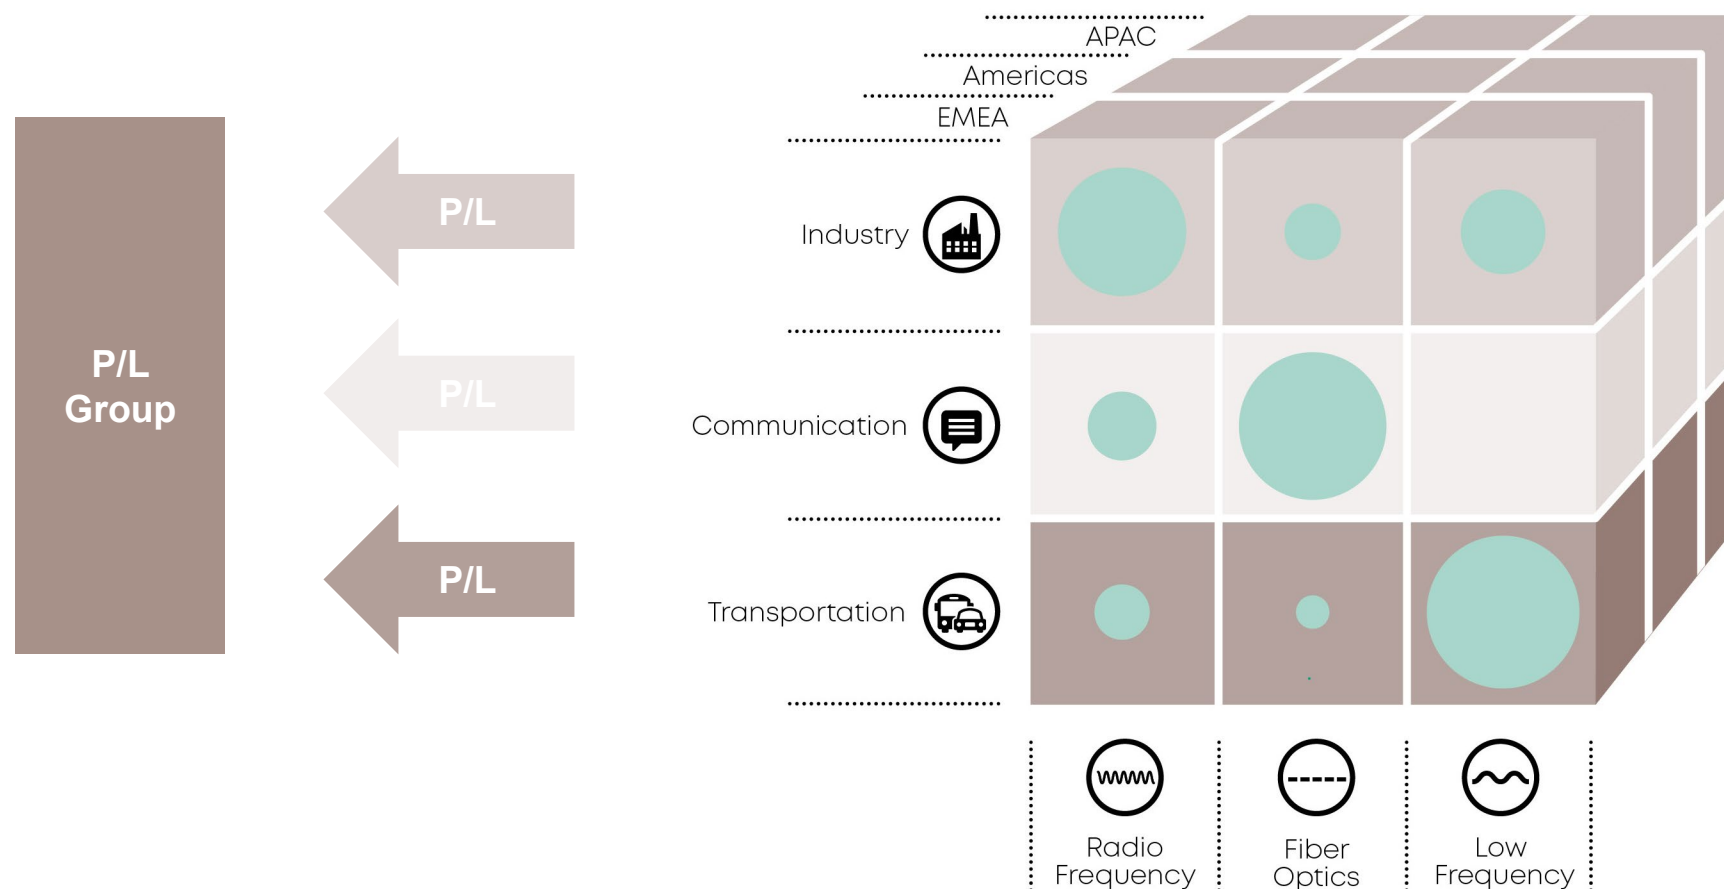 APAC
Americas
EMEA
P/L
Group
P/L
P/L
P/L
Industry
Communication
Transportation
Radio
Frequency
Fiber
Optics
Low
Frequency